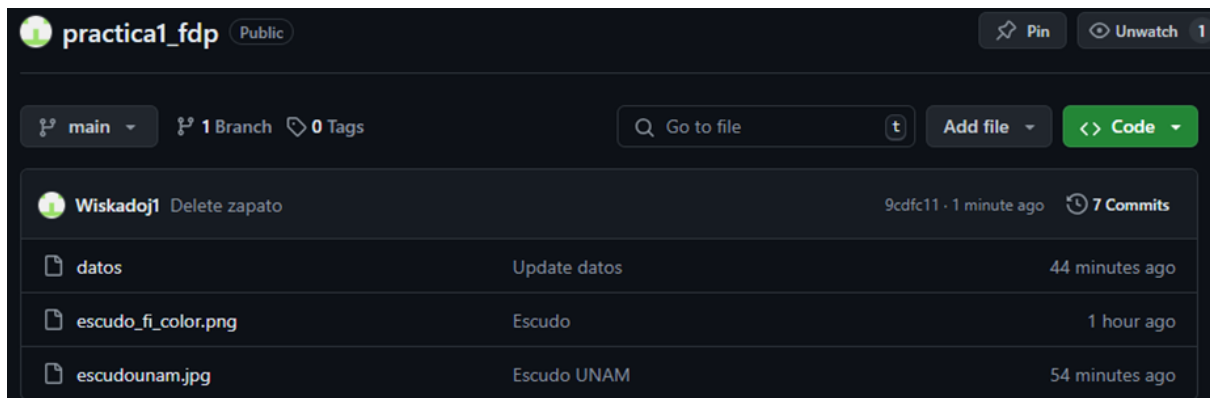 practica1_fdp Public Pin Unwatch 1
main 1 Branch 0 Tags Go to file t Add file Code
Wiskadoj1 Delete zapato 9cdfc11 · 1 minute ago 7 Commits
datos Update datos 44 minutes ago
escudo_fi_color.png Escudo 1 hour ago
escudounam.jpg Escudo UNAM 54 minutes ago